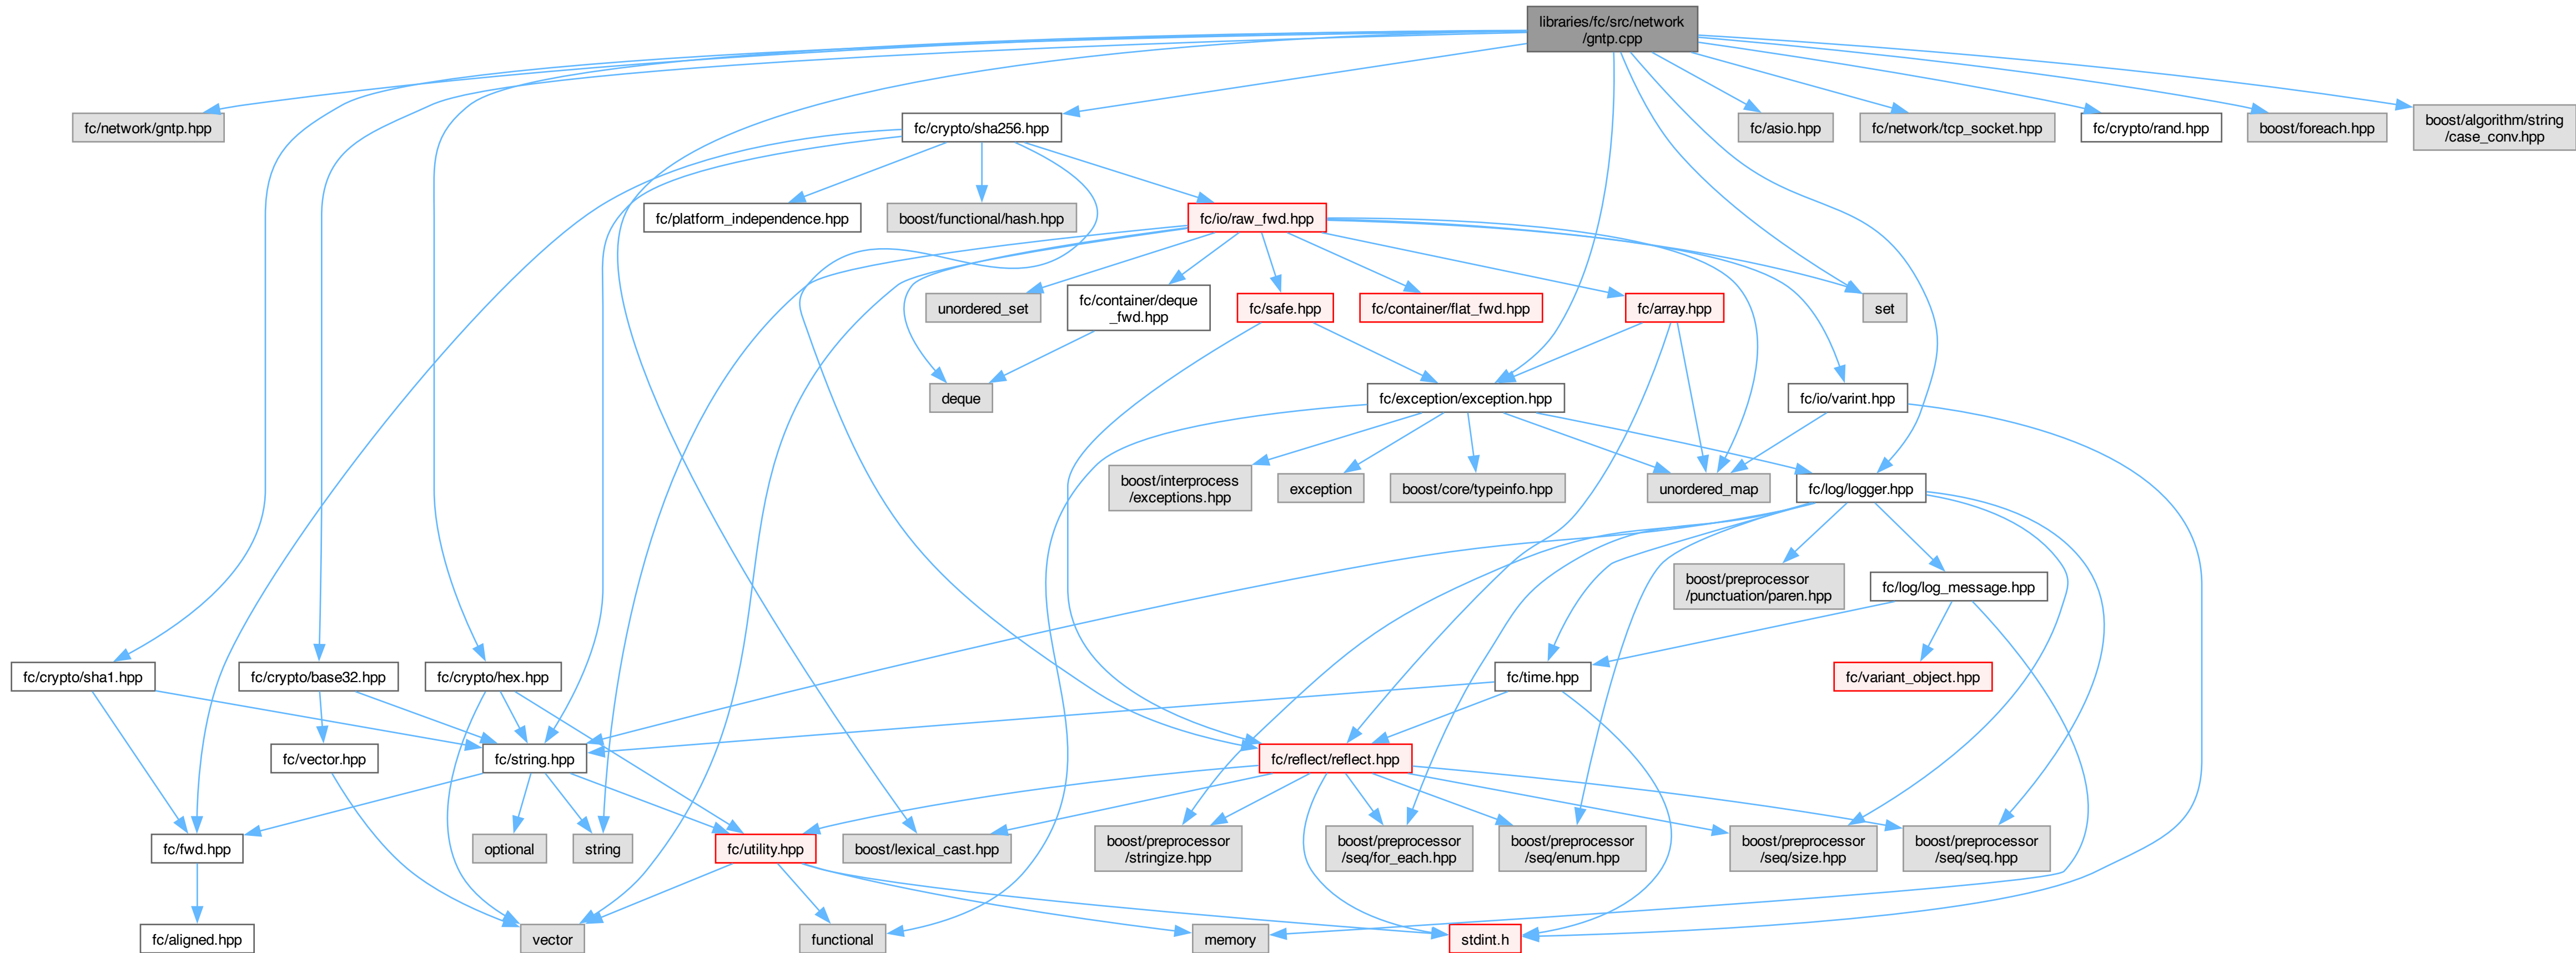 libraries/fc/src/network
/gntp.cpp
fc/network/gntp.hpp
fc/crypto/sha256.hpp
fc/asio.hpp
fc/network/tcp_socket.hpp
fc/crypto/rand.hpp
boost/foreach.hpp
boost/algorithm/string
/case_conv.hpp
fc/platform_independence.hpp
boost/functional/hash.hpp
fc/io/raw_fwd.hpp
unordered_set
fc/container/deque
_fwd.hpp
fc/safe.hpp
fc/container/flat_fwd.hpp
fc/array.hpp
set
deque
fc/exception/exception.hpp
fc/io/varint.hpp
boost/interprocess
/exceptions.hpp
exception
boost/core/typeinfo.hpp
unordered_map
fc/log/logger.hpp
boost/preprocessor
/punctuation/paren.hpp
fc/log/log_message.hpp
fc/crypto/sha1.hpp
fc/crypto/base32.hpp
fc/crypto/hex.hpp
fc/time.hpp
fc/variant_object.hpp
fc/vector.hpp
fc/string.hpp
fc/reflect/reflect.hpp
fc/fwd.hpp
optional
string
fc/utility.hpp
boost/lexical_cast.hpp
boost/preprocessor
/stringize.hpp
boost/preprocessor
/seq/for_each.hpp
boost/preprocessor
/seq/enum.hpp
boost/preprocessor
/seq/size.hpp
boost/preprocessor
/seq/seq.hpp
fc/aligned.hpp
vector
functional
memory
stdint.h